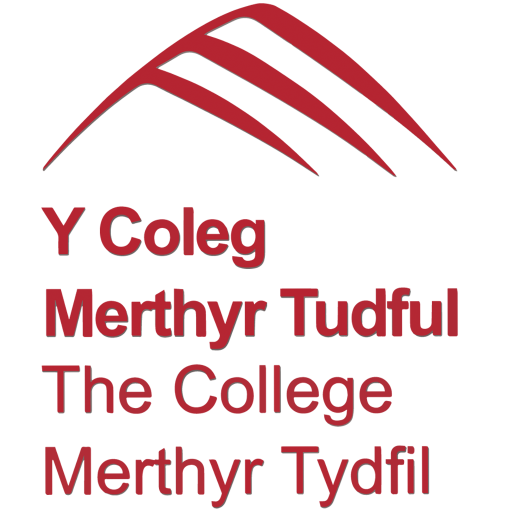 Y Coleg
Merthyr Tudful
The College
Merthyr Tydfil